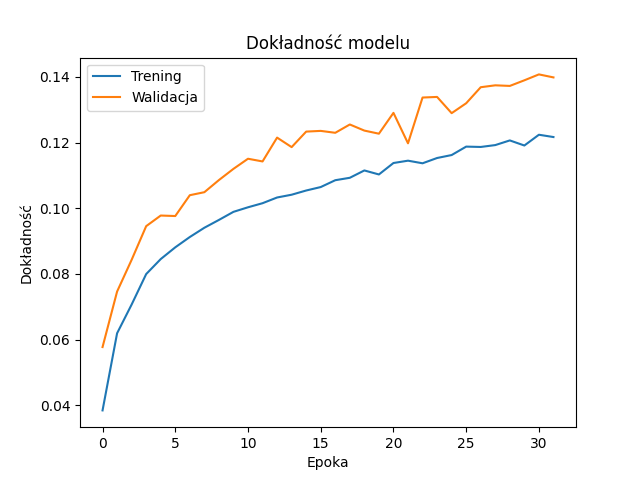 Dokładność modelu
Trening
Walidacja
Dokładność
0.14
0.12
0.10
0.08
0.06
0.04
0 5 10 15 20 25 30
Epoka